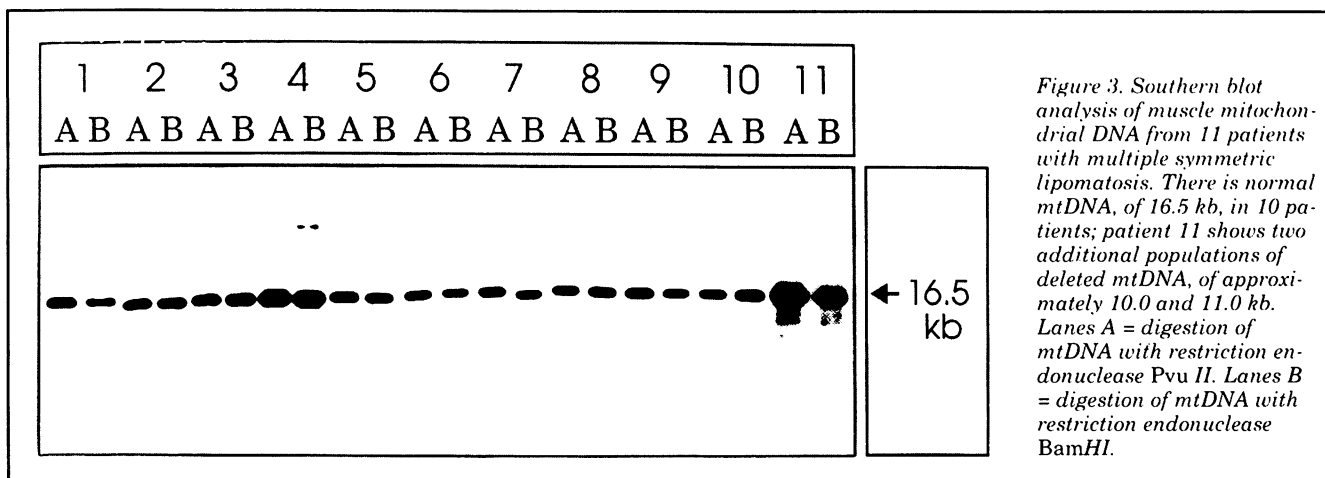 1 2 3 4 5 6 7 8 9 10 11
A B A B A B A B A B A B A B A B A B A B A B
← 16.5
kb
Figure 3. Southern blot
analysis of muscle mitochon-
drial DNA from 11 patients
with multiple symmetric
lipomatosis. There is normal
mtDNA, of 16.5 kb, in 10 pa-
tients; patient 11 shows two
additional populations of
deleted mtDNA, of approxi-
mately 10.0 and 11.0 kb.
Lanes A = digestion of
mtDNA with restriction en-
donuclease Pvu II. Lanes B
= digestion of mtDNA with
restriction endonuclease
BamHI.